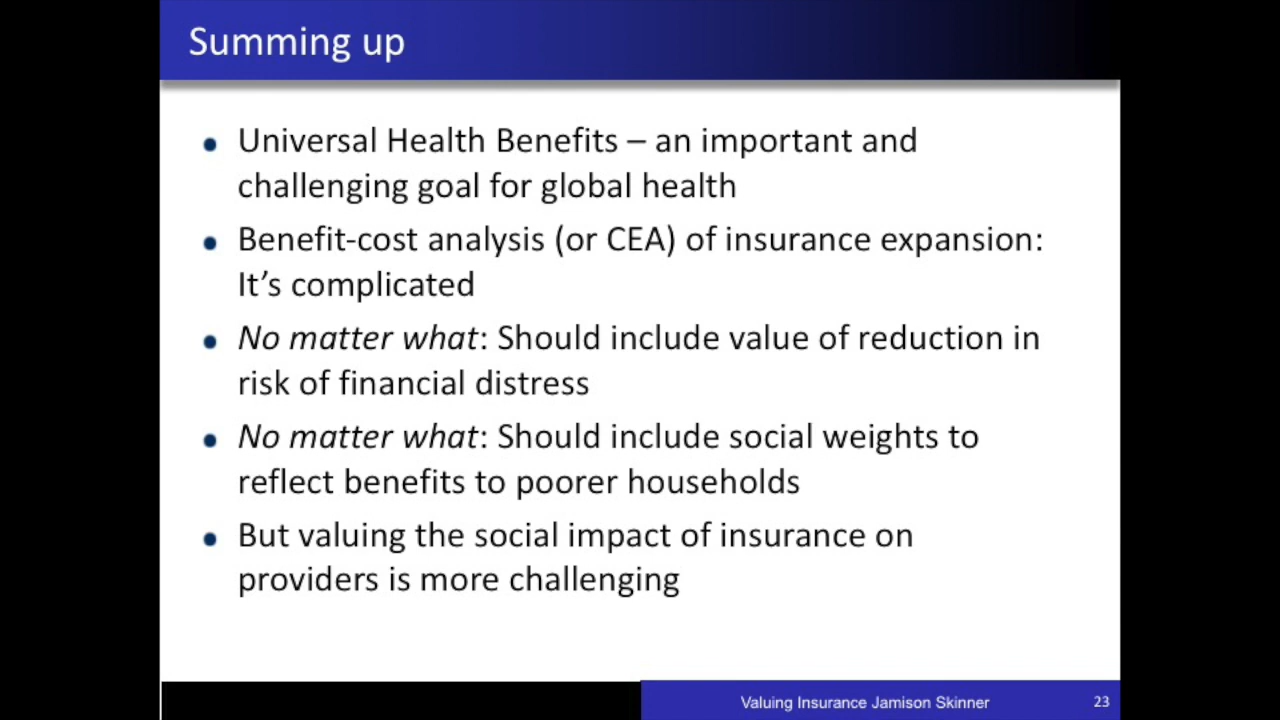 Summing up
Universal Health Benefits – an important and
challenging goal for global health
Benefit-cost analysis (or CEA) of insurance expansion:
It’s complicated
No matter what: Should include value of reduction in
risk of financial distress
No matter what: Should include social weights to
reflect benefits to poorer households
But valuing the social impact of insurance on
providers is more challenging
Valuing Insurance Jamison Skinner
23